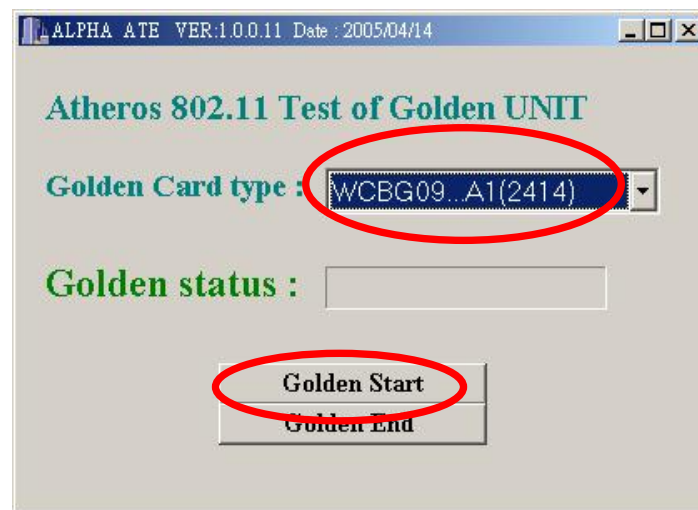 ALPHA ATE VER:1.0.0.11 Date : 2005/04/14
Atheros 802.11 Test of Golden UNIT
Golden Card type : WCBG09...A1(2414)
Golden status :
Golden Start
Golden End